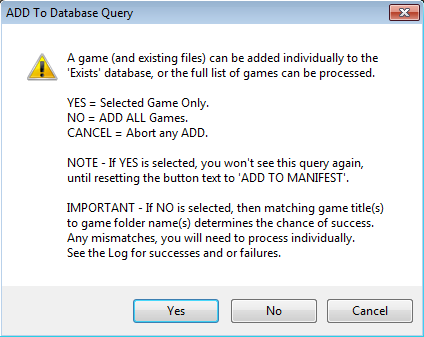 ADD To Database Query
A game (and existing files) can be added individually to the
'Exists' database, or the full list of games can be processed.
YES = Selected Game Only.
NO = ADD ALL Games.
CANCEL = Abort any ADD.
NOTE - If YES is selected, you won't see this query again,
until resetting the button text to 'ADD TO MANIFEST'.
IMPORTANT - If NO is selected, then matching game title(s)
to game folder name(s) determines the chance of success.
Any mismatches, you will need to process individually.
See the Log for successes and or failures.
Yes
No
Cancel